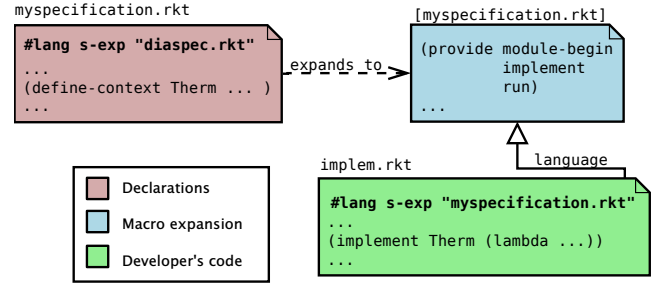 myspecification.rkt
#lang s-exp "diaspec.rkt"
...
(define-context Therm ... )
...
expands to
[myspecification.rkt]
(provide module-begin
implement
run)
...
language
implem.rkt
#lang s-exp "myspecification.rkt"
...
(implement Therm (lambda ...))
...
Declarations
Macro expansion
Developer's code